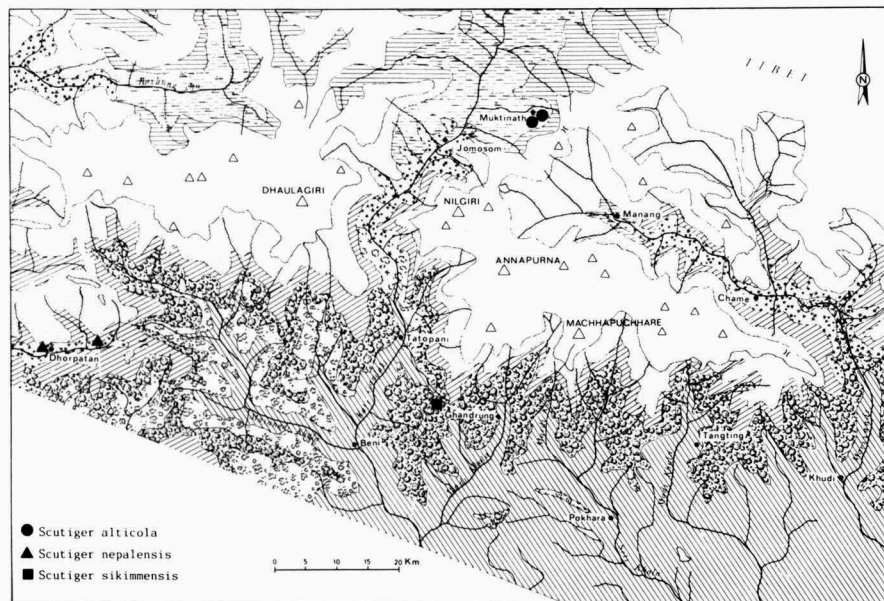 TIBET
Muktinath
Jomosom
DHAULAGIRI
NILGIRI
Manang
ANNAPURNA
Chame
MACHHAPUCHHARE
Tatopani
Dhorpatan
Ghandrung
Beni
Tangting
Khudi
Pokhara
N
Scutiger alticola
Scutiger nepalensis
Scutiger sikimmensis
0 5 10 15 20 Km